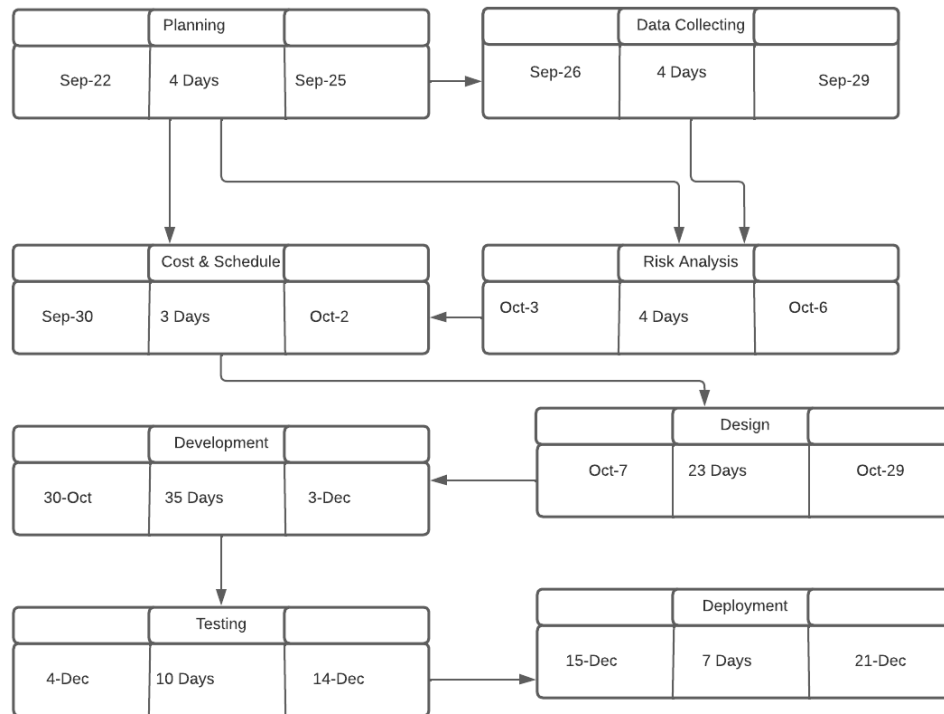 Planning
Sep-22 4 Days Sep-25
Data Collecting
Sep-26 4 Days Sep-29
Cost & Schedule
Sep-30 3 Days Oct-2
Risk Analysis
Oct-3 4 Days Oct-6
Design
Oct-7 23 Days Oct-29
Development
30-Oct 35 Days 3-Dec
Testing
4-Dec 10 Days 14-Dec
Deployment
15-Dec 7 Days 21-Dec